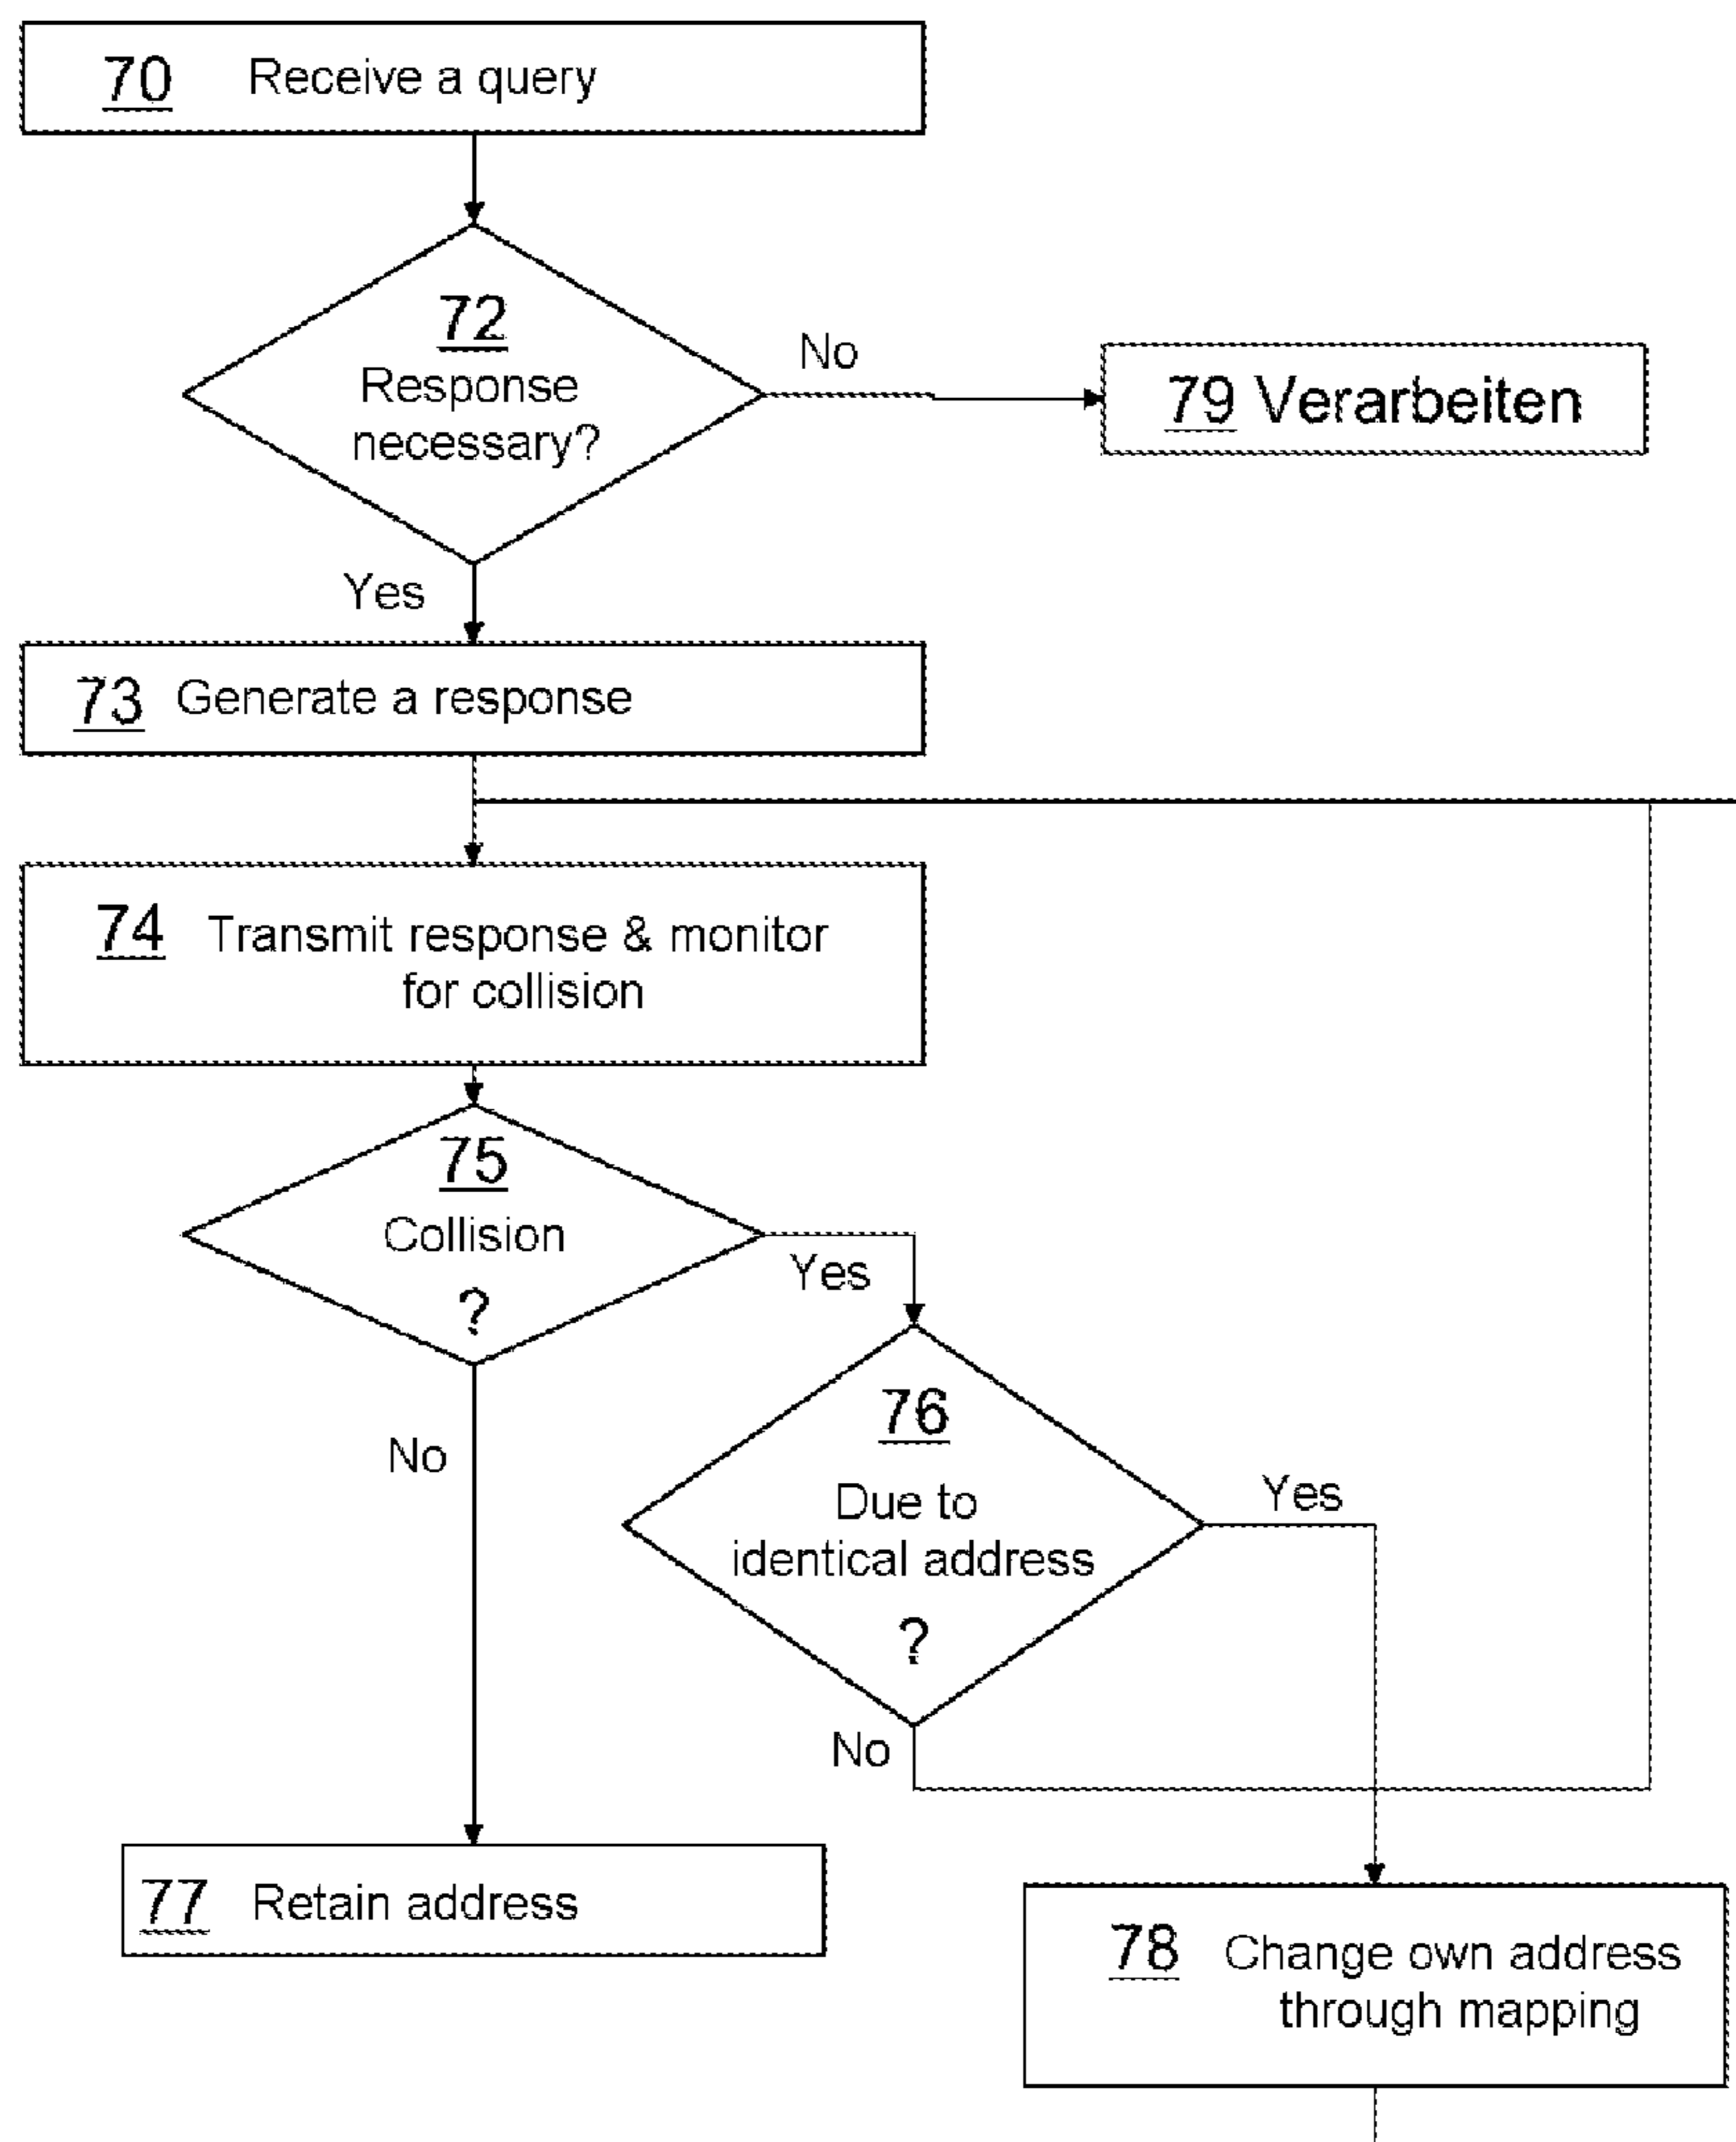 70 Receive a query
72
Response
necessary?
No
79 Verarbeiten
Yes
73 Generate a response
74 Transmit response & monitor
for collision
75
Collision
?
Yes
No
76
Due to
identical address
?
Yes
No
77 Retain address
78 Change own address
through mapping